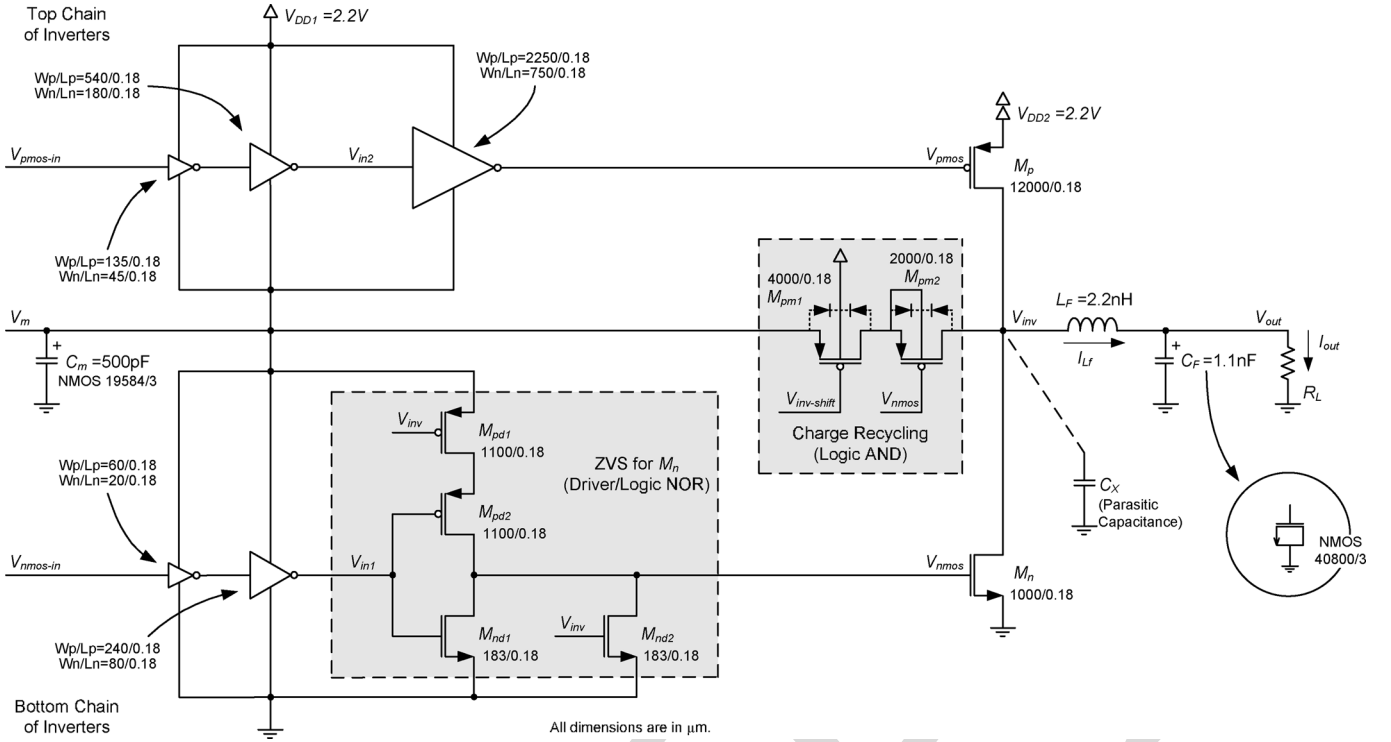 Top Chain
of Inverters
V_DD1 =2.2V
Wp/Lp=540/0.18
Wn/Ln=180/0.18
Wp/Lp=2250/0.18
Wn/Ln=750/0.18
V_DD2 =2.2V
V_pmos-in
V_in2
V_pmos
M_p
12000/0.18
Wp/Lp=135/0.18
Wn/Ln=45/0.18
4000/0.18
M_pm1
2000/0.18
M_pm2
V_m
V_inv
L_F =2.2nH
V_out
I_Lf
I_out
+
C_m =500pF
NMOS 19584/3
+
C_F =1.1nF
R_L
V_inv-shift
V_nmos
Charge Recycling
(Logic AND)
V_inv
M_pd1
1100/0.18
ZVS for M_n
(Driver/Logic NOR)
Wp/Lp=60/0.18
Wn/Ln=20/0.18
M_pd2
1100/0.18
C_X
(Parasitic
Capacitance)
NMOS
40800/3
V_nmos-in
V_in1
V_nmos
M_n
1000/0.18
M_nd1
183/0.18
V_inv
M_nd2
183/0.18
Wp/Lp=240/0.18
Wn/Ln=80/0.18
Bottom Chain
of Inverters
All dimensions are in μm.